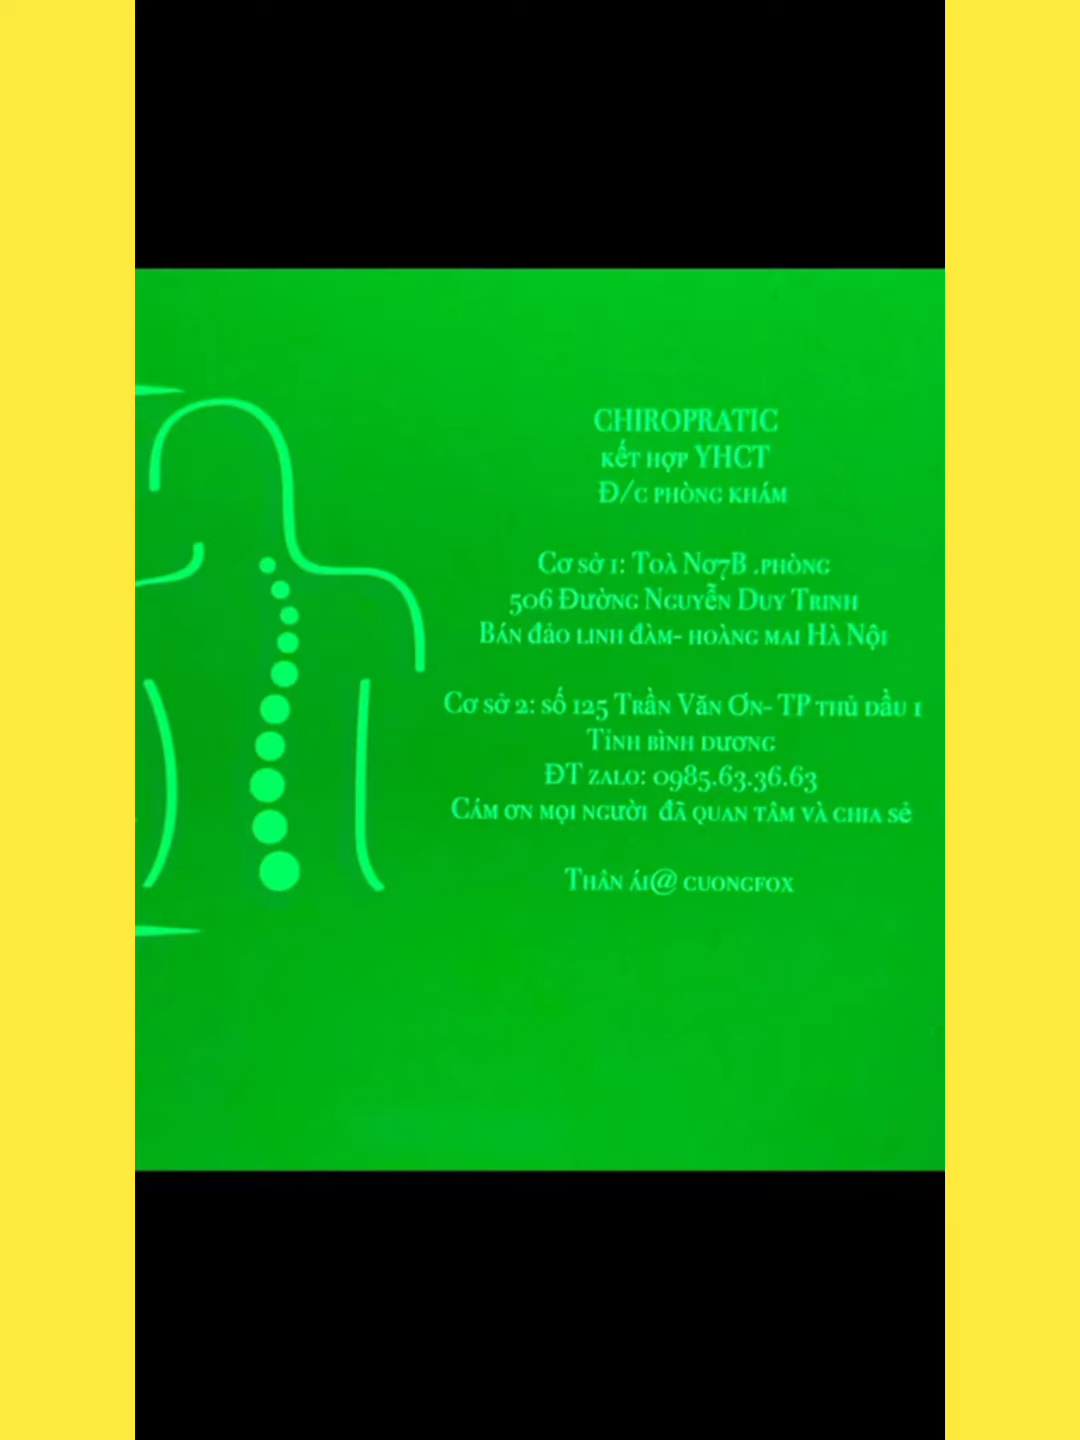 CHIROPRATIC
kết hợp YHCT
Đ/c phòng khám
Cơ sở 1: Toà Nơ7B .phòng
506 Đường Nguyễn Duy Trinh
Bán đảo linh đàm- hoàng mai Hà Nội
Cơ sở 2: số 125 Trần Văn Ơn- TP thủ dầu 1
Tỉnh bình dương
ĐT zalo: 0985.63.36.63
Cám ơn mọi người đã quan tâm và chia sẻ
Thân ái@ cuongfox